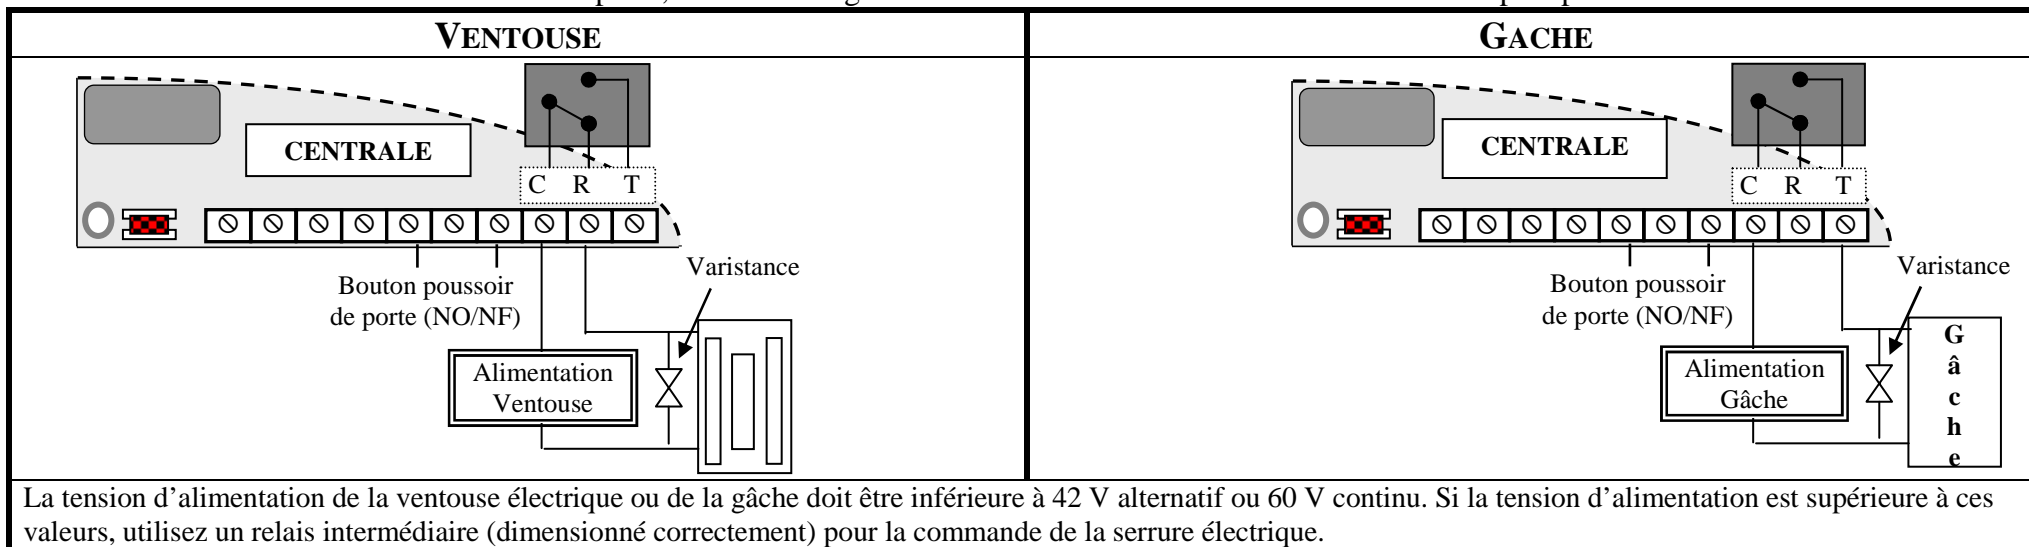 VENTOUSE
CENTRALE
C R T
Bouton poussoir
de porte (NO/NF)
Varistance
Alimentation
Ventouse
GACHE
CENTRALE
C R T
Bouton poussoir
de porte (NO/NF)
Varistance
Alimentation
Gâche
G
â
c
h
e
La tension d’alimentation de la ventouse électrique ou de la gâche doit être inférieure à 42 V alternatif ou 60 V continu. Si la tension d’alimentation est supérieure à ces
valeurs, utilisez un relais intermédiaire (dimensionné correctement) pour la commande de la serrure électrique.